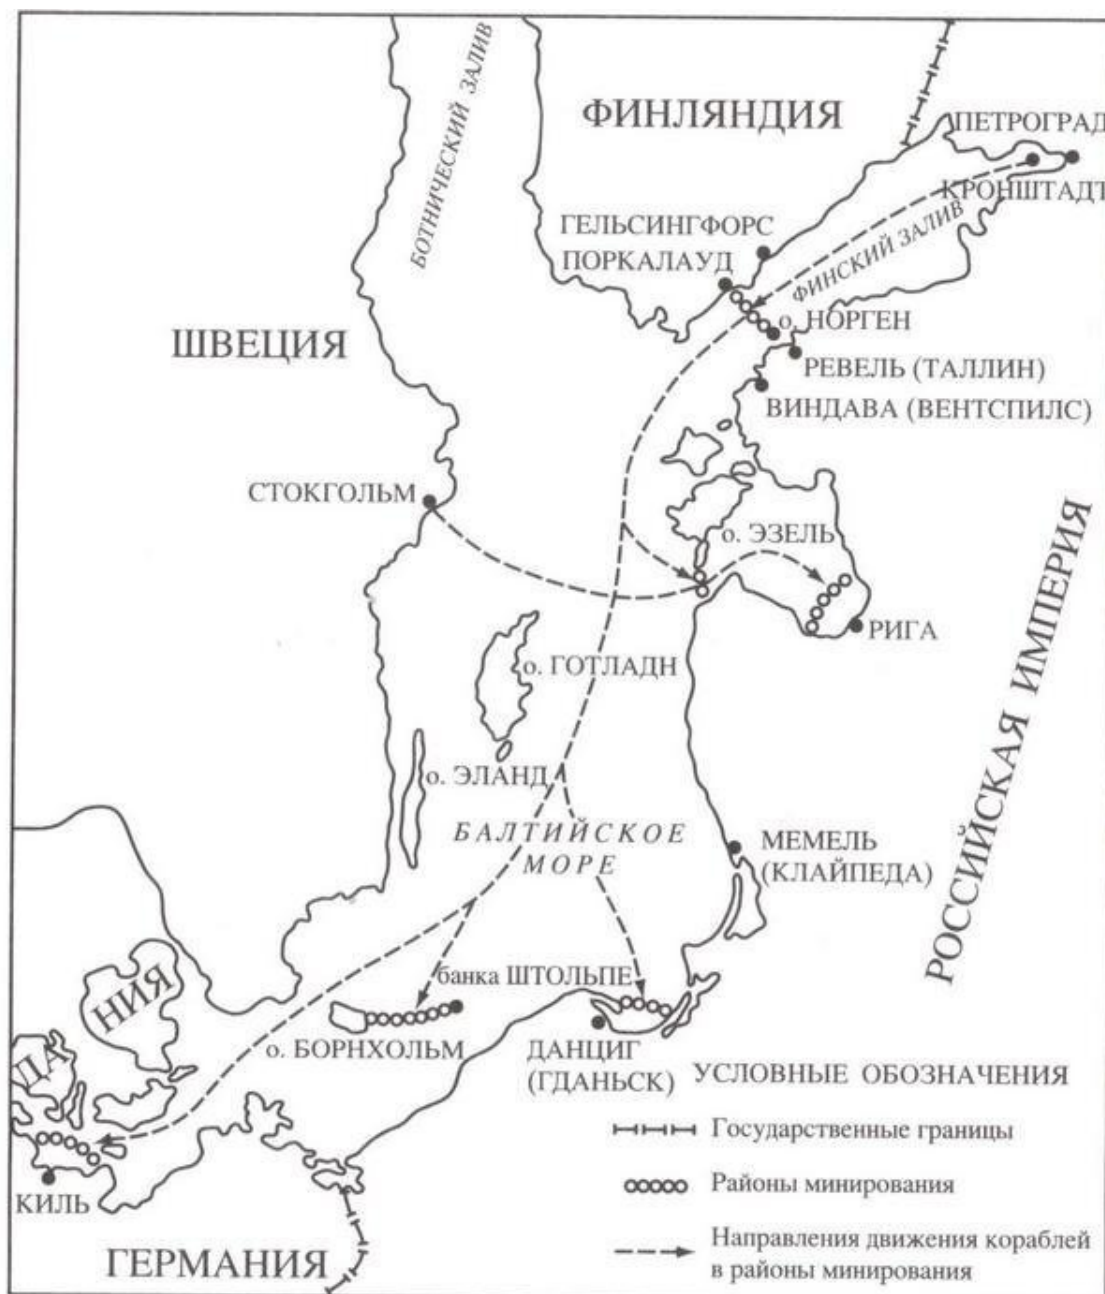 БОТНИЧЕСКИЙ ЗАЛИВ
ФИНЛЯНДИЯ
ПЕТРОГРАД
КРОНШТАДТ
ГЕЛЬСИНГФОРС
ПОРКАЛАУД
ФИНСКИЙ ЗАЛИВ
о. НОРГЕН
ШВЕЦИЯ
РЕВЕЛЬ (ТАЛЛИН)
ВИНДАВА (ВЕНТСПИЛС)
СТОКГОЛЬМ
о. ЭЗЕЛЬ
РИГА
РОССИЙСКАЯ ИМПЕРИЯ
о. ГОТЛАДН
о. ЭЛАНД
БАЛТИЙСКОЕ
МОРЕ
МЕМЕЛЬ
(КЛАЙПЕДА)
банка ШТОЛЬПЕ
ДА
НИЯ
о. БОРНХОЛЬМ
ДАНЦИГ
(ГДАНЬСК)
КИЛЬ
ГЕРМАНИЯ
УСЛОВНЫЕ ОБОЗНАЧЕНИЯ
Государственные границы
Районы минирования
Направления движения кораблей
в районы минирования